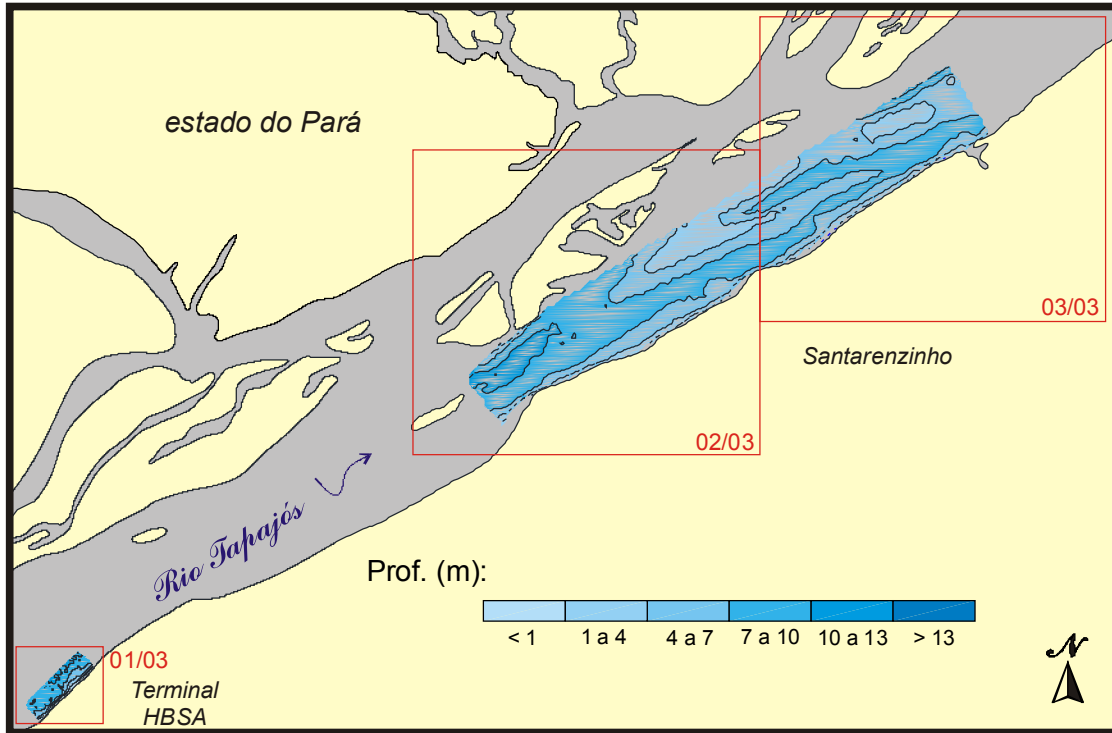 estado do Pará
03/03
Santarenzinho
02/03
Rio Tapajós
Prof. (m):
< 1 1 a 4 4 a 7 7 a 10 10 a 13 > 13
01/03
Terminal
HBSA
N